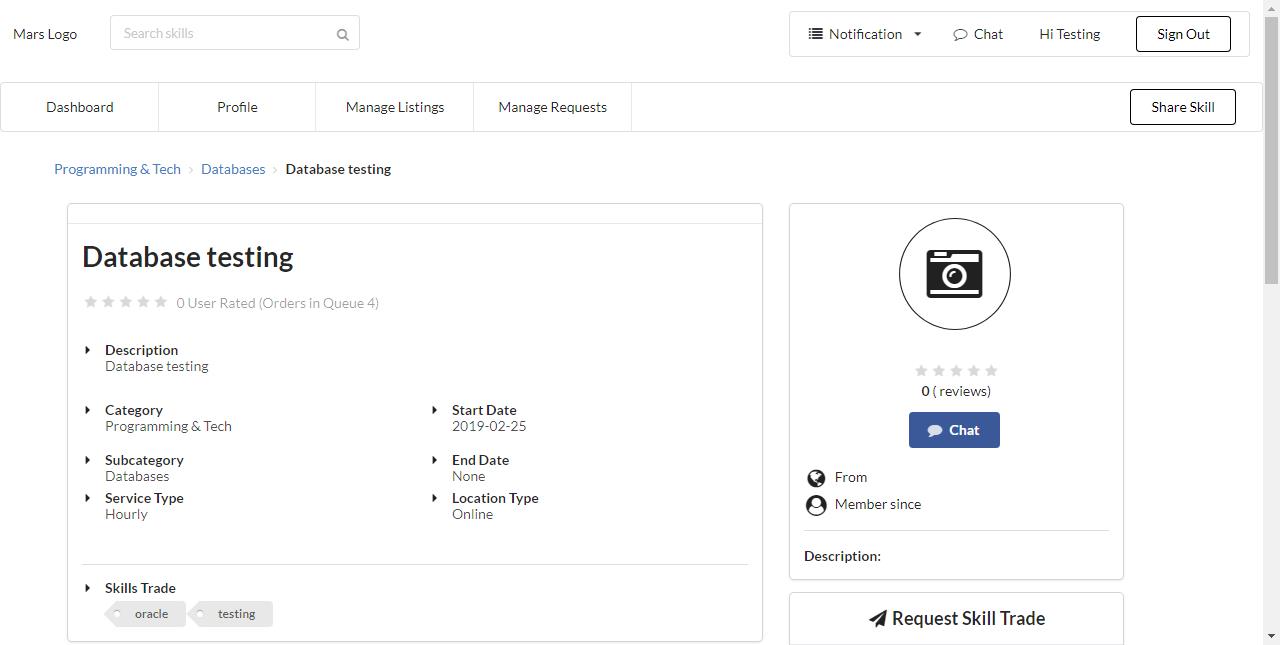 Mars Logo
Search skills
Notification
Chat
Hi Testing
Sign Out
Dashboard
Profile
Manage Listings
Manage Requests
Share Skill
Programming & Tech
Databases
Database testing
Database testing
0 User Rated (Orders in Queue 4)
Description
Database testing
Category
Programming & Tech
Start Date
2019-02-25
Subcategory
Databases
End Date
None
Service Type
Hourly
Location Type
Online
Skills Trade
oracle
testing
0 ( reviews)
Chat
From
Member since
Description:
Request Skill Trade